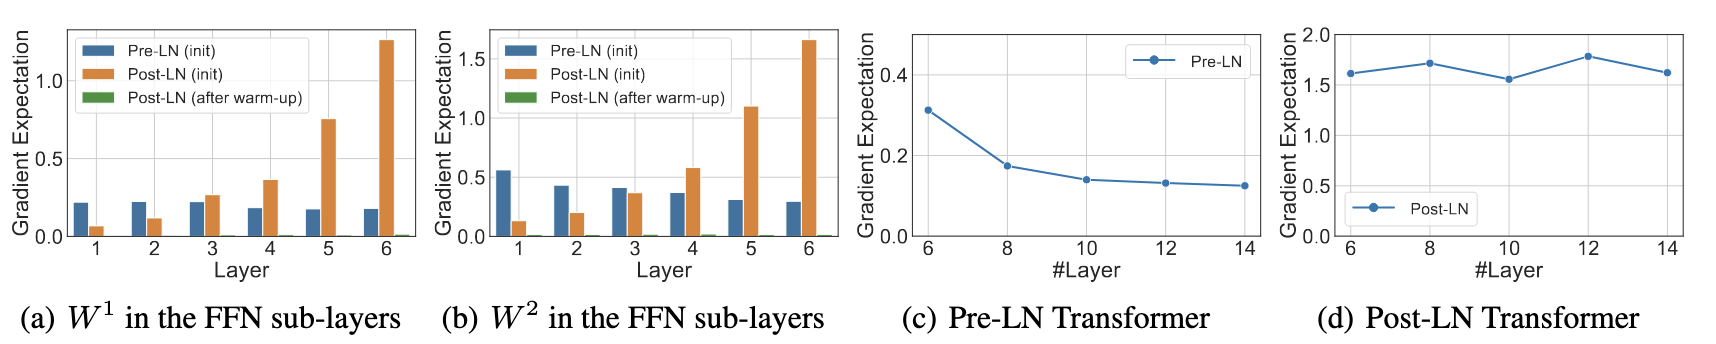 Gradient Expectation
1.0
0.5
0.0
Pre-LN (init)
Post-LN (init)
Post-LN (after warm-up)
1 2 3 4 5 6
Layer
(a) W¹ in the FFN sub-layers
Gradient Expectation
1.5
1.0
0.5
0.0
Pre-LN (init)
Post-LN (init)
Post-LN (after warm-up)
1 2 3 4 5 6
Layer
(b) W² in the FFN sub-layers
Gradient Expectation
0.4
0.2
0.0
Pre-LN
6 8 10 12 14
#Layer
(c) Pre-LN Transformer
Gradient Expectation
2.0
1.5
1.0
0.5
0.0
Post-LN
6 8 10 12 14
#Layer
(d) Post-LN Transformer